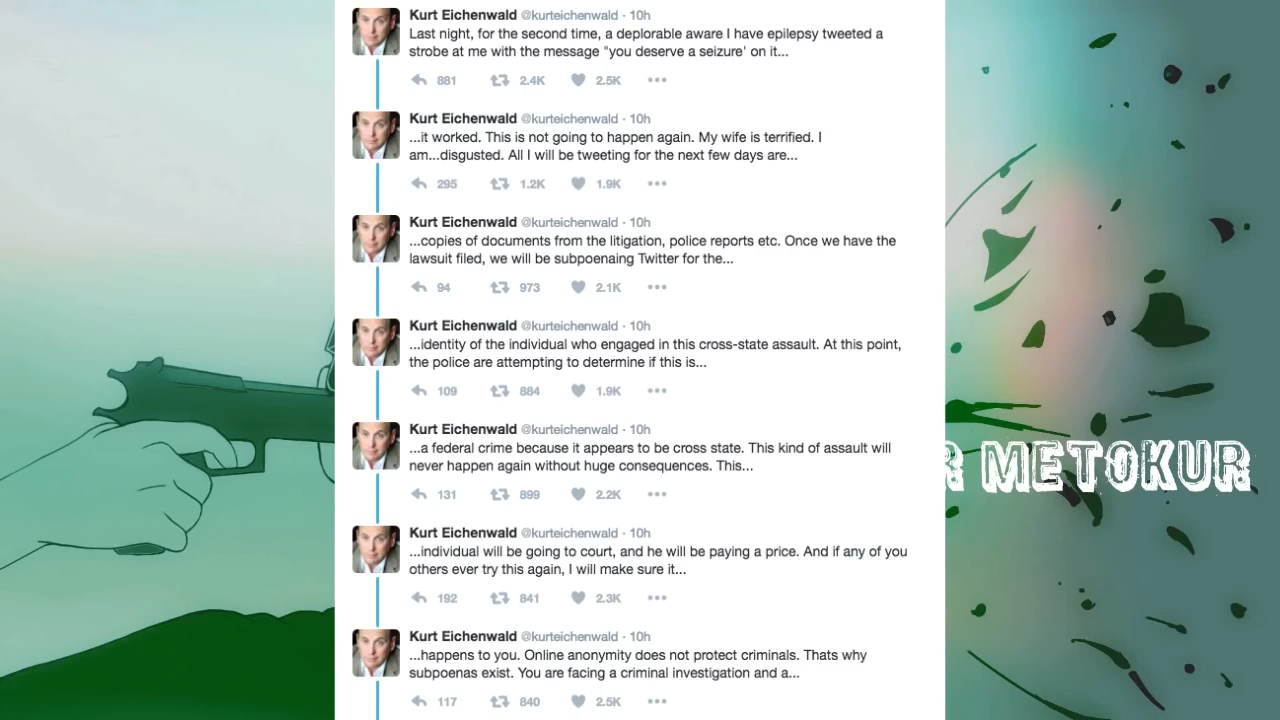 Kurt Eichenwald @kurteichenwald · 10h
Last night, for the second time, a deplorable aware I have epilepsy tweeted a
strobe at me with the message "you deserve a seizure' on it...
881 2.4K 2.5K
Kurt Eichenwald @kurteichenwald · 10h
...it worked. This is not going to happen again. My wife is terrified. I
am...disgusted. All I will be tweeting for the next few days are...
295 1.2K 1.9K
Kurt Eichenwald @kurteichenwald · 10h
...copies of documents from the litigation, police reports etc. Once we have the
lawsuit filed, we will be subpoenaing Twitter for the...
94 973 2.1K
Kurt Eichenwald @kurteichenwald · 10h
...identity of the individual who engaged in this cross-state assault. At this point,
the police are attempting to determine if this is...
109 884 1.9K
Kurt Eichenwald @kurteichenwald · 10h
...a federal crime because it appears to be cross state. This kind of assault will
never happen again without huge consequences. This...
131 899 2.2K
R METOKUR
Kurt Eichenwald @kurteichenwald · 10h
...individual will be going to court, and he will be paying a price. And if any of you
others ever try this again, I will make sure it...
192 841 2.3K
Kurt Eichenwald @kurteichenwald · 10h
...happens to you. Online anonymity does not protect criminals. Thats why
subpoenas exist. You are facing a criminal investigation and a...
117 840 2.5K